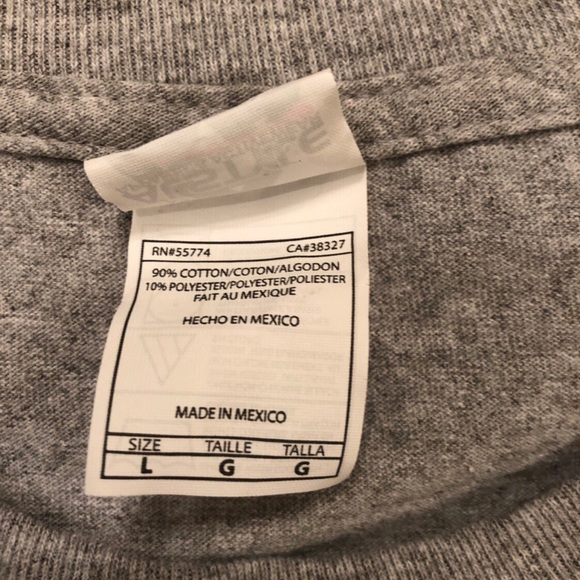 RN#55774 CA#38327
90% COTTON/COTON/ALGODON
10% POLYESTER/POLYESTER/POLIESTER
FAIT AU MEXIQUE
HECHO EN MEXICO
MADE IN MEXICO
SIZE TAILLE TALLA
L G G